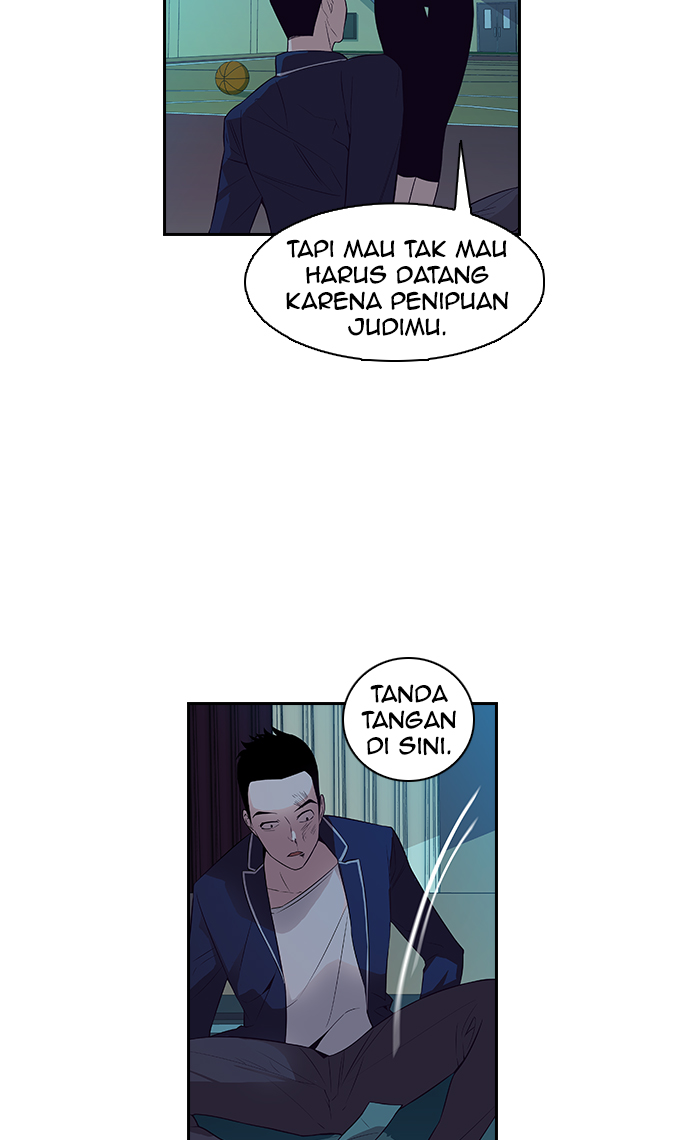 TAPI MAU TAK MAU
HARUS DATANG
KARENA PENIPUAN
JUDIMU.
TANDA
TANGAN
DI SINI.